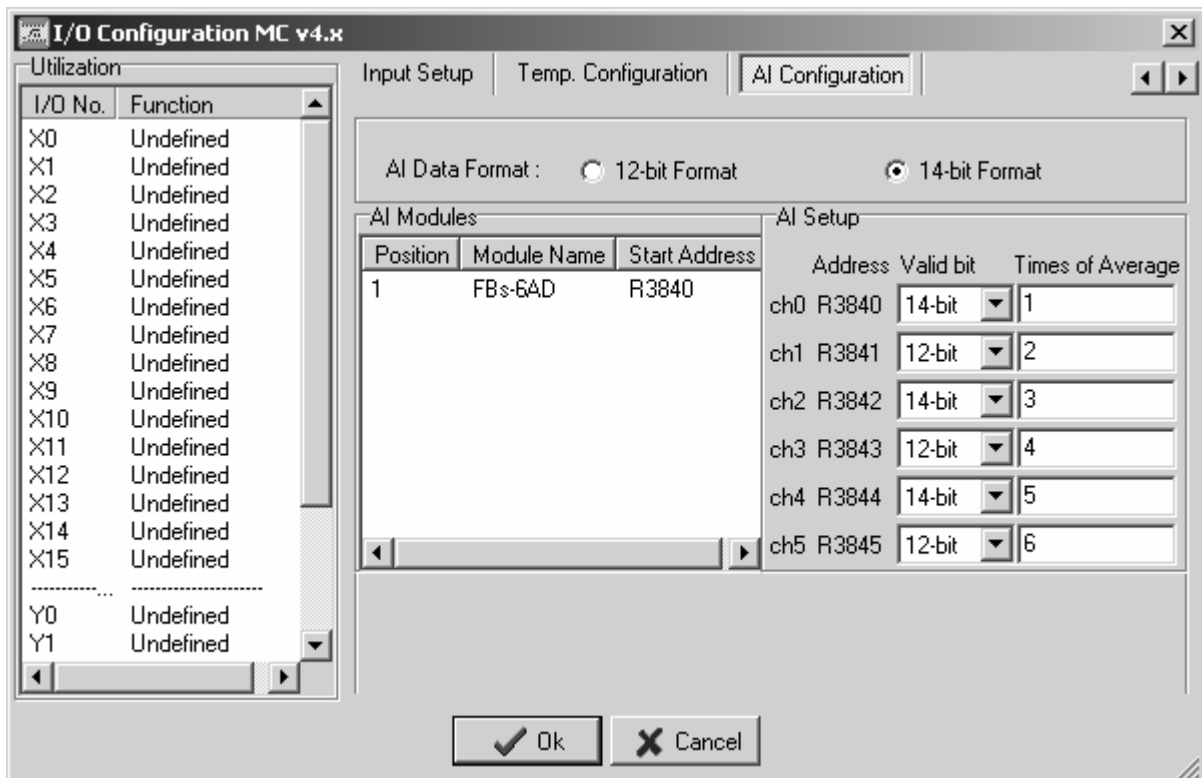 I/O Configuration MC v4.x
Utilization
I/O No. Function
X0 Undefined
X1 Undefined
X2 Undefined
X3 Undefined
X4 Undefined
X5 Undefined
X6 Undefined
X7 Undefined
X8 Undefined
X9 Undefined
X10 Undefined
X11 Undefined
X12 Undefined
X13 Undefined
X14 Undefined
X15 Undefined
-----------... ----------------------
Y0 Undefined
Y1 Undefined
Input Setup Temp. Configuration AI Configuration
AI Data Format : 12-bit Format 14-bit Format
AI Modules
Position Module Name Start Address
1 FBs-6AD R3840
AI Setup
Address Valid bit Times of Average
ch0 R3840 14-bit 1
ch1 R3841 12-bit 2
ch2 R3842 14-bit 3
ch3 R3843 12-bit 4
ch4 R3844 14-bit 5
ch5 R3845 12-bit 6
Ok Cancel